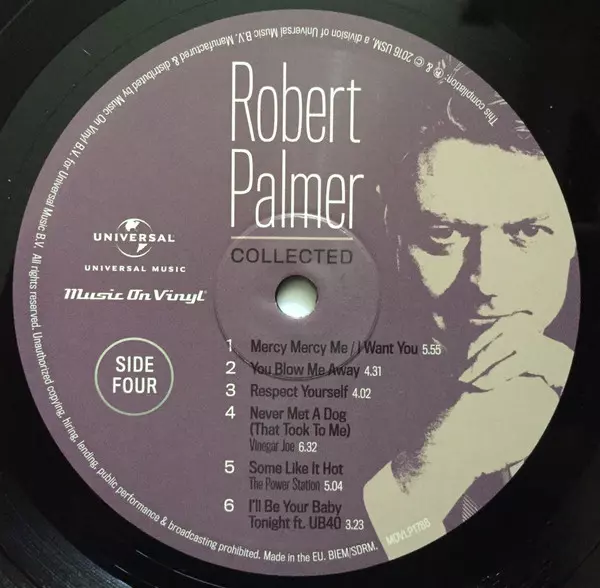 This compilation: ℗ & © 2016 USM, a division of Universal Music B.V. Manufactured & distributed by Music On Vinyl B.V. for Universal Music B.V. All rights reserved. Unauthorized copying, hiring, lending, public performance & broadcasting prohibited. Made in the EU. BIEM/SDRM.
Robert
Palmer
COLLECTED
UNIVERSAL
UNIVERSAL MUSIC
Music On Vinyl®
SIDE
FOUR
1 Mercy Mercy Me / I Want You 5.55
2 You Blow Me Away 4.31
3 Respect Yourself 4.02
4 Never Met A Dog
(That Took To Me)
Vinegar Joe 6.32
5 Some Like It Hot
The Power Station 5.04
6 I'll Be Your Baby
Tonight ft. UB40 3.23
MOVLP1788